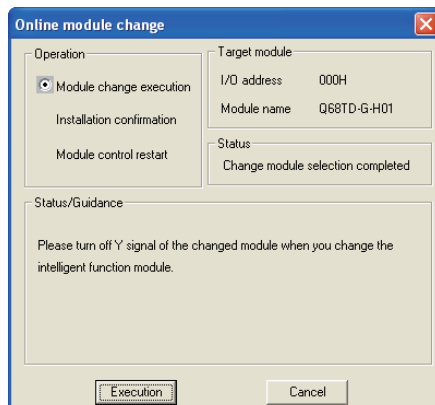 Online module change
Operation
Module change execution
Installation confirmation
Module control restart
Target module
I/O address 000H
Module name Q68TD-G-H01
Status
Change module selection completed
Status/Guidance
Please turn off Y signal of the changed module when you change the
intelligent function module.
Execution
Cancel